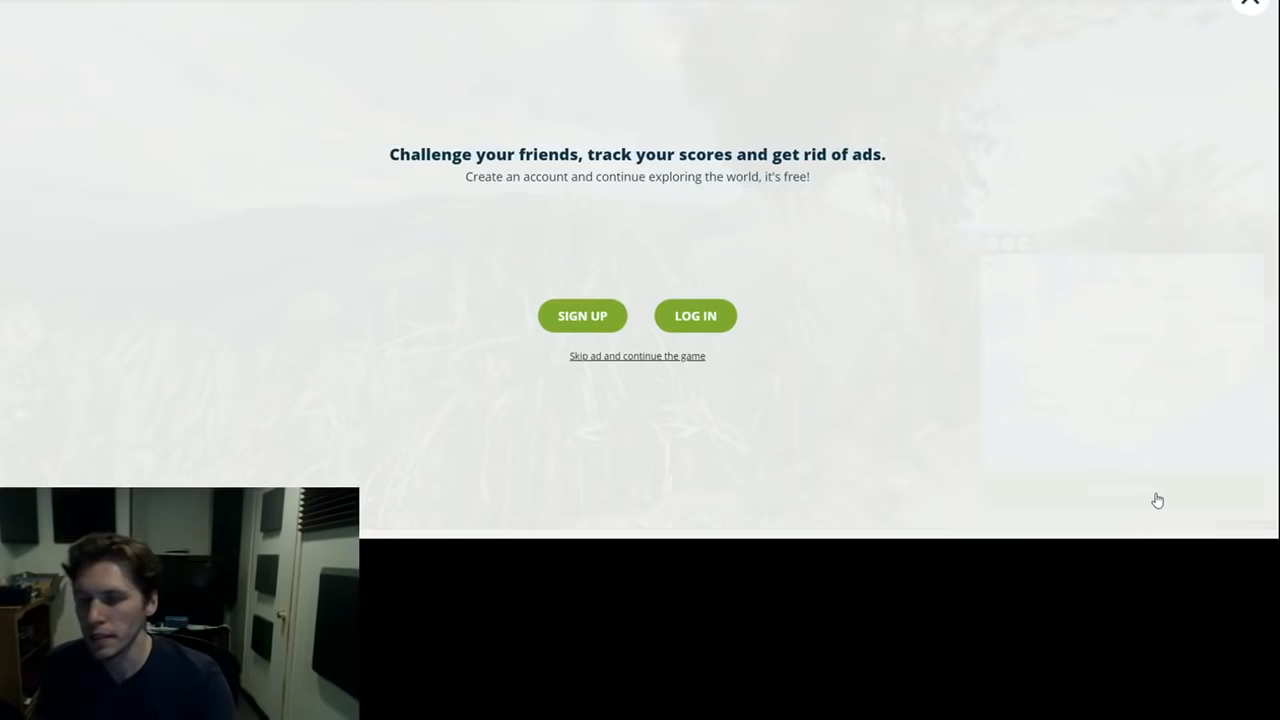 Challenge your friends, track your scores and get rid of ads.
Create an account and continue exploring the world, it's free!
SIGN UP
LOG IN
Skip ad and continue the game